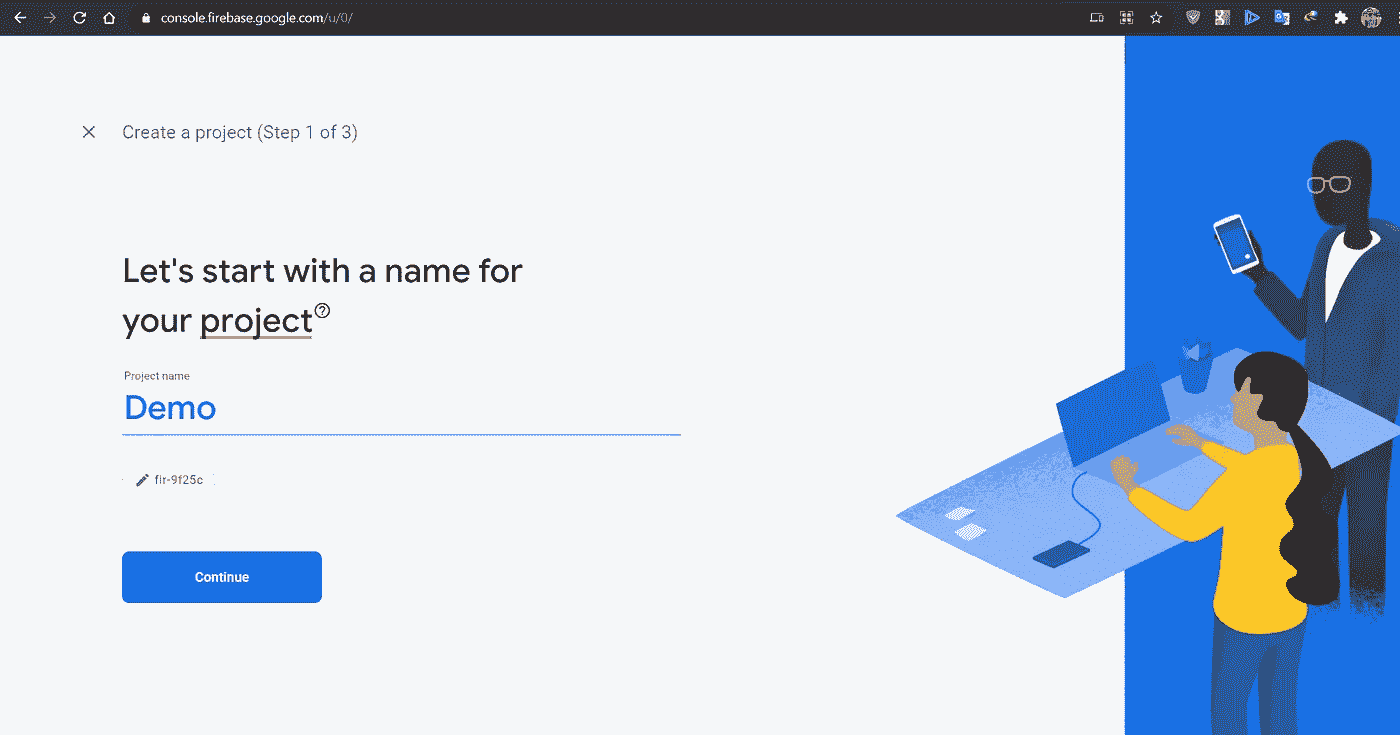 console.firebase.google.com/u/0/
Create a project (Step 1 of 3)
Let's start with a name for
your project
Project name
Demo
fir-9f25c
Continue